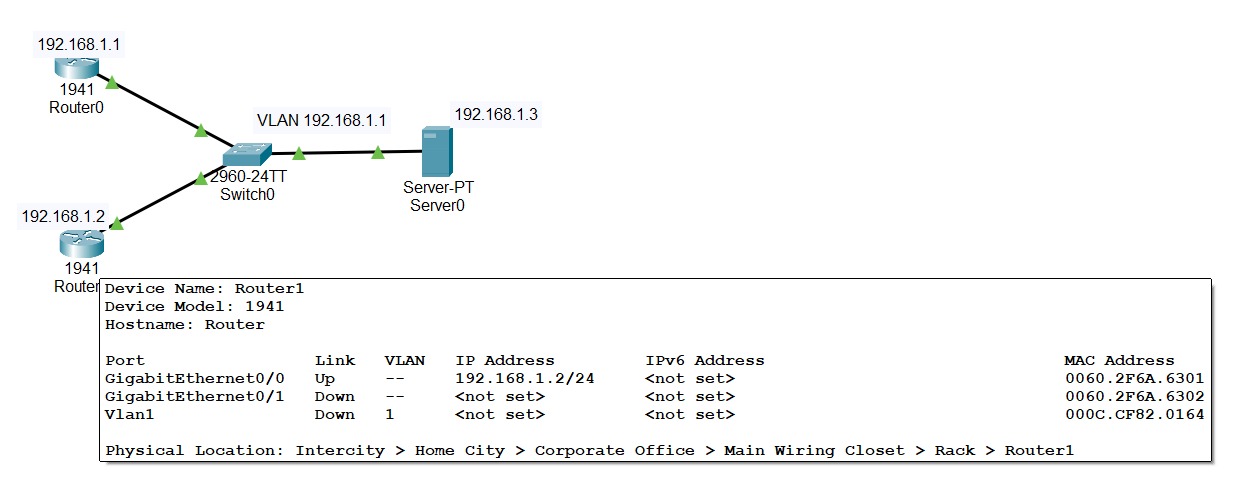 192.168.1.1
1941
Router0
VLAN 192.168.1.1
192.168.1.3
2960-24TT
Switch0
Server-PT
Server0
192.168.1.2
1941
Router
Device Name: Router1
Device Model: 1941
Hostname: Router
Port Link VLAN IP Address IPv6 Address MAC Address
GigabitEthernet0/0 Up -- 192.168.1.2/24 <not set> 0060.2F6A.6301
GigabitEthernet0/1 Down -- <not set> <not set> 0060.2F6A.6302
Vlan1 Down 1 <not set> <not set> 000C.CF82.0164
Physical Location: Intercity > Home City > Corporate Office > Main Wiring Closet > Rack > Router1